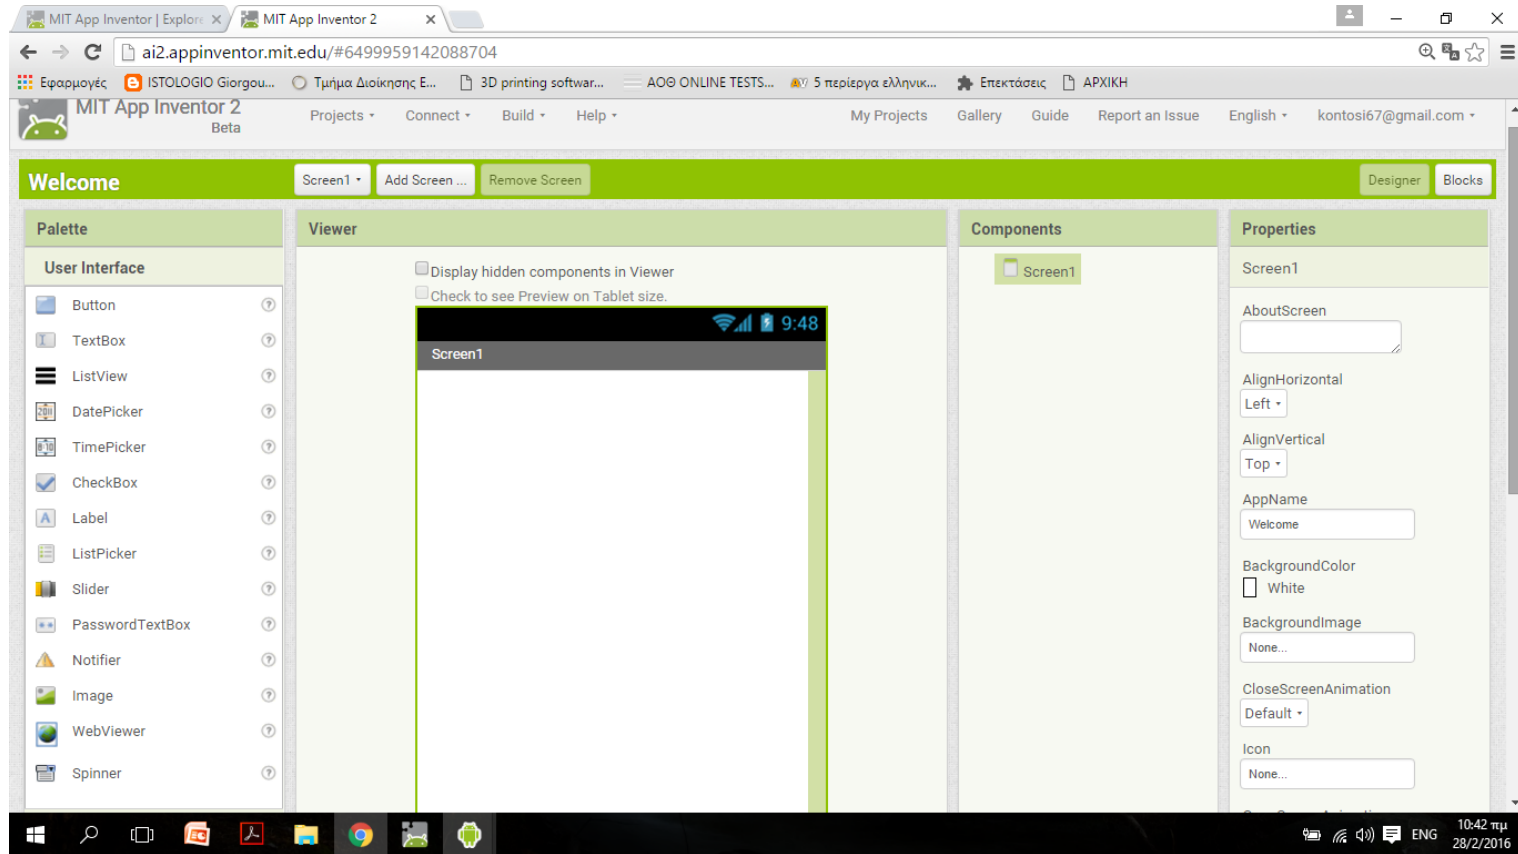 MIT App Inventor | Explore
MIT App Inventor 2
ai2.appinventor.mit.edu/#6499959142088704
Εφαρμογές
ISTOLOGIO Giorgou...
Τμήμα Διοίκησης Ε...
3D printing softwar...
ΑΟΘ ONLINE TESTS...
5 περίεργα ελληνικ...
Επεκτάσεις
ΑΡΧΙΚΗ
MIT App Inventor 2
Beta
Projects
Connect
Build
Help
My Projects
Gallery
Guide
Report an Issue
English
kontosi67@gmail.com
Welcome
Screen1
Add Screen ...
Remove Screen
Designer
Blocks
Palette
User Interface
Button
TextBox
ListView
DatePicker
TimePicker
CheckBox
Label
ListPicker
Slider
PasswordTextBox
Notifier
Image
WebViewer
Spinner
Viewer
Display hidden components in Viewer
Check to see Preview on Tablet size.
9:48
Screen1
Components
Screen1
Properties
Screen1
AboutScreen
AlignHorizontal
Left
AlignVertical
Top
AppName
Welcome
BackgroundColor
White
BackgroundImage
None...
CloseScreenAnimation
Default
Icon
None...
ENG
10:42 πμ
28/2/2016